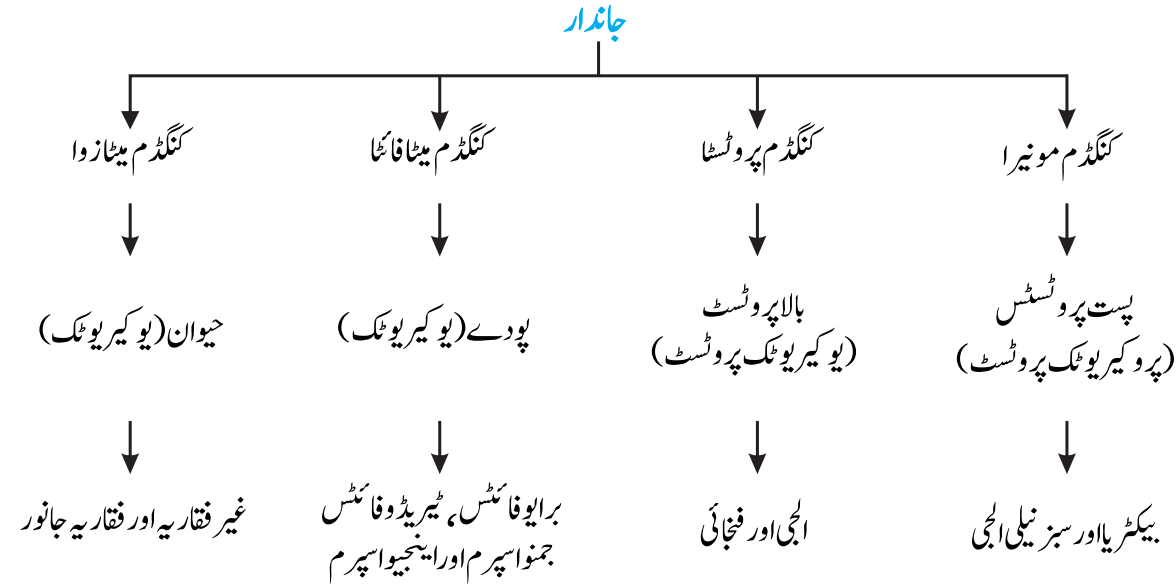 جاندار
کنگڈم مونیرا
کنگڈم پروٹسٹا
کنگڈم میٹافائٹا
کنگڈم میٹازوا
پست پروٹسٹس
(پروکیریوٹک پروٹسٹ)
بالا پروٹسٹ
(یوکیریوٹک پروٹسٹ)
پودے (یوکیریوٹک)
حیوان (یوکیریوٹک)
بیکٹریا اور سبز نیلی الجی
الجی اور فنجائی
برایوفائٹس، ٹیریڈوفائٹس
جمنواسپرم اور اینجیواسپرم
غیر فقاریہ اور فقاریہ جانور